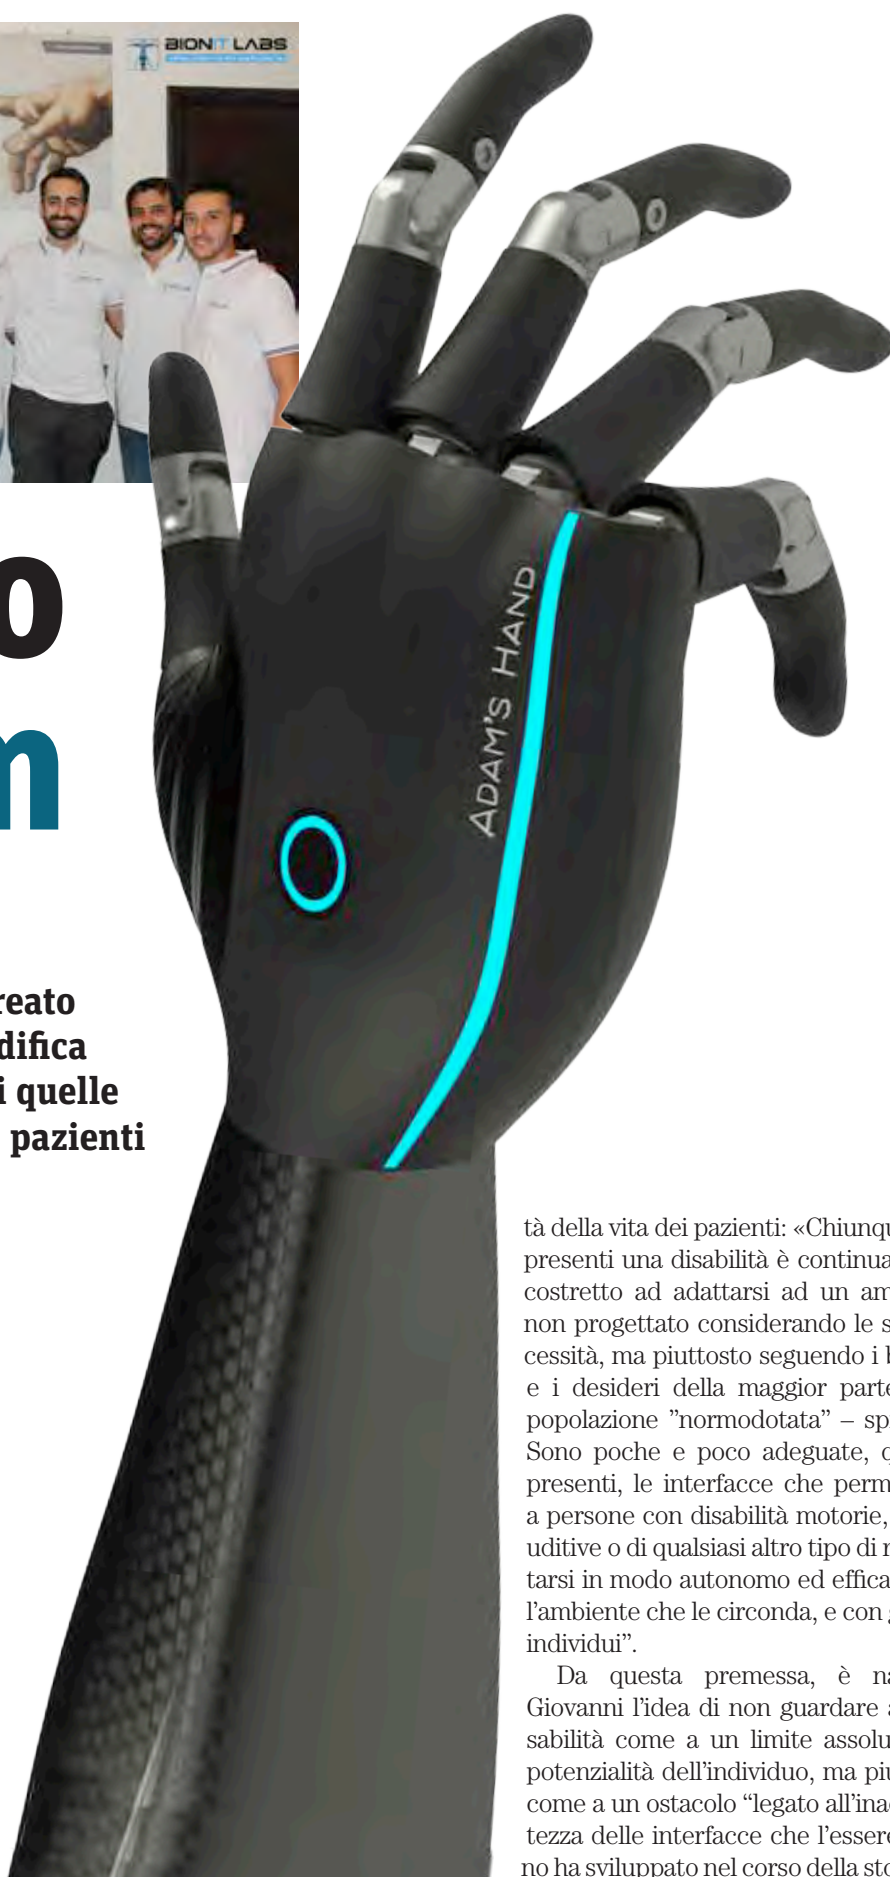 BIONIT LABS
o
m
ADAM'S HAND
reato
difica
i quelle
pazienti
tà della vita dei pazienti: «Chiunqu
presenti una disabilità è continua
costretto ad adattarsi ad un am
non progettato considerando le s
cessità, ma piuttosto seguendo i b
e i desideri della maggior parte
popolazione ”normodotata” – spi
Sono poche e poco adeguate, q
presenti, le interfacce che perm
a persone con disabilità motorie,
uditive o di qualsiasi altro tipo di r
tarsi in modo autonomo ed effica
l’ambiente che le circonda, e con g
individui”.
Da questa premessa, è na
Giovanni l’idea di non guardare a
sabilità come a un limite assolu
potenzialità dell’individuo, ma piu
come a un ostacolo “legato all’ina
tezza delle interfacce che l’essere
no ha sviluppato nel corso della sto